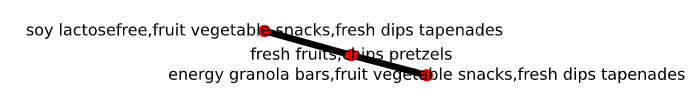 soy lactosefree,fruit vegetable snacks,fresh dips tapenades
fresh fruits,chips pretzels
energy granola bars,fruit vegetable snacks,fresh dips tapenades